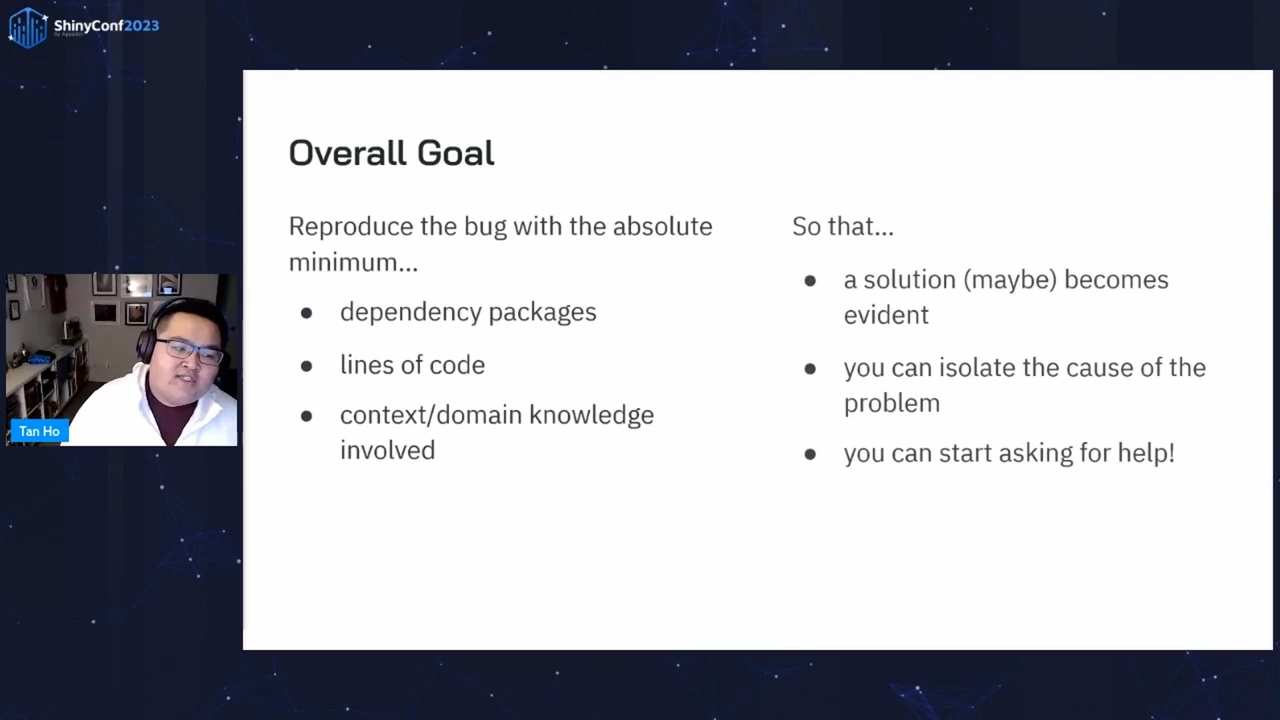 ShinyConf2023
by Appsilon
Overall Goal
Reproduce the bug with the absolute
minimum...
● dependency packages
● lines of code
● context/domain knowledge
involved
So that...
● a solution (maybe) becomes
evident
● you can isolate the cause of the
problem
● you can start asking for help!
Tan Ho